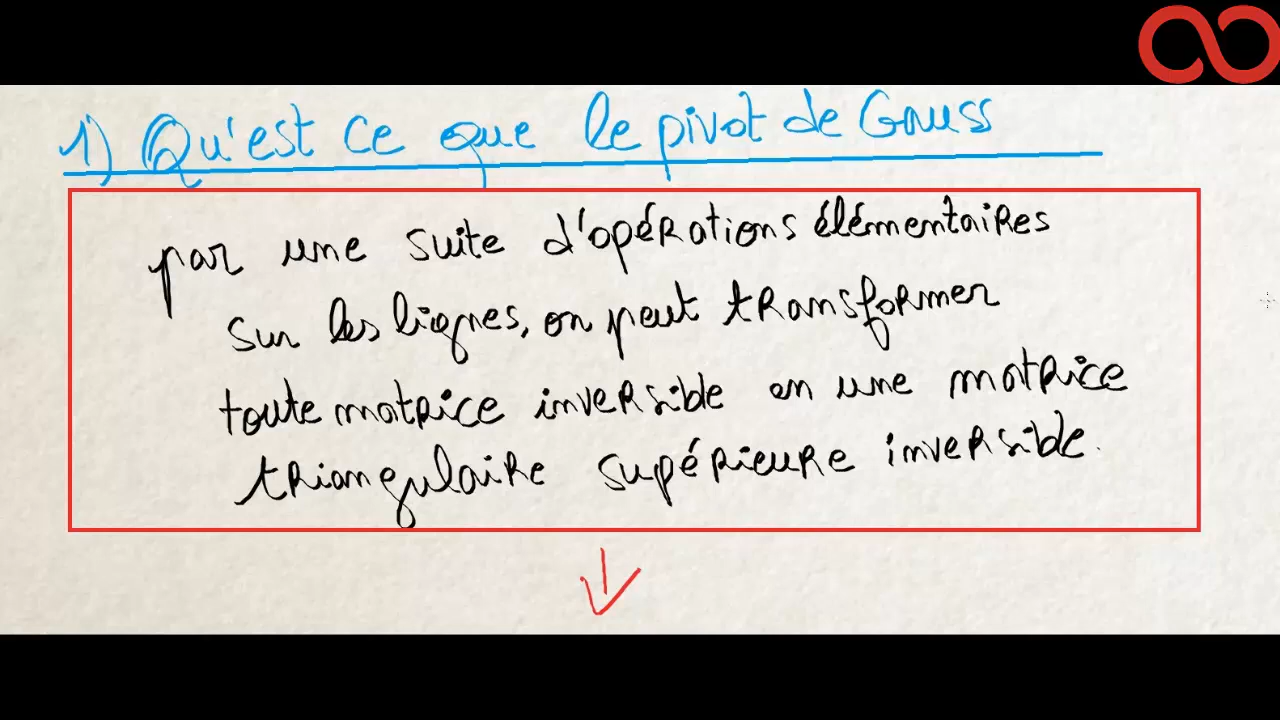 1) Qu'est ce que le pivot de Gauss
par une suite d'opérations élémentaires
sur les lignes, on peut transformer
toute matrice inversible en une matrice
triangulaire supérieure inversible.